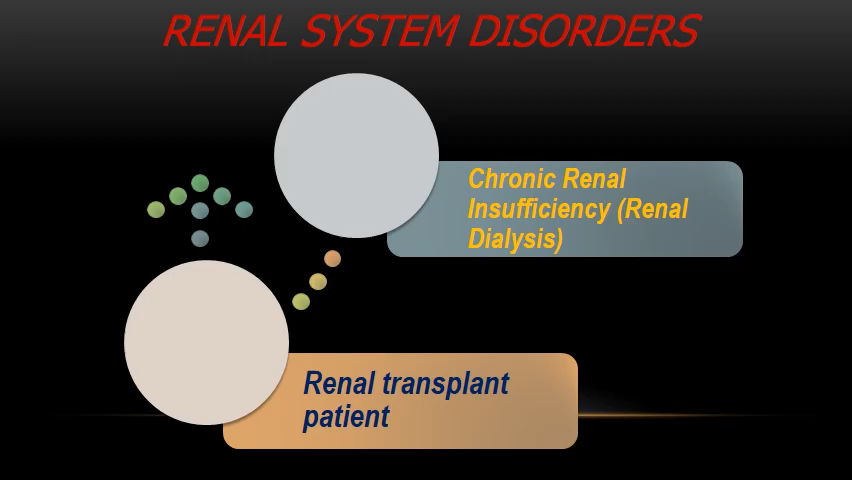 RENAL SYSTEM DISORDERS
Chronic Renal
Insufficiency (Renal
Dialysis)
Renal transplant
patient